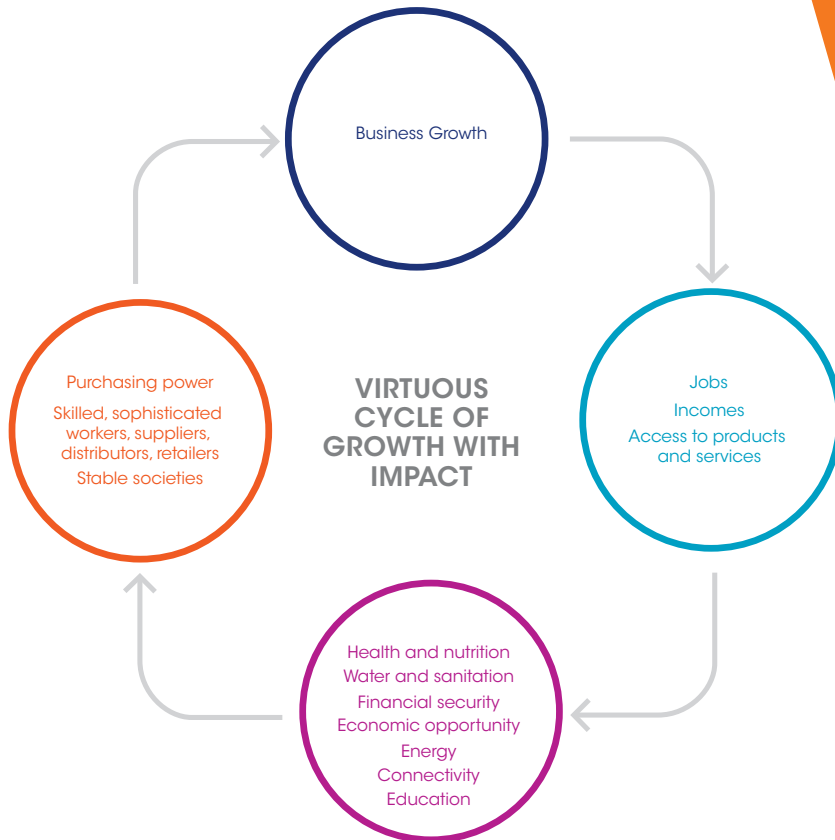 Business Growth
Jobs
Incomes
Access to products
and services
Health and nutrition
Water and sanitation
Financial security
Economic opportunity
Energy
Connectivity
Education
Purchasing power
Skilled, sophisticated
workers, suppliers,
distributors, retailers
Stable societies
VIRTUOUS
CYCLE OF
GROWTH WITH
IMPACT